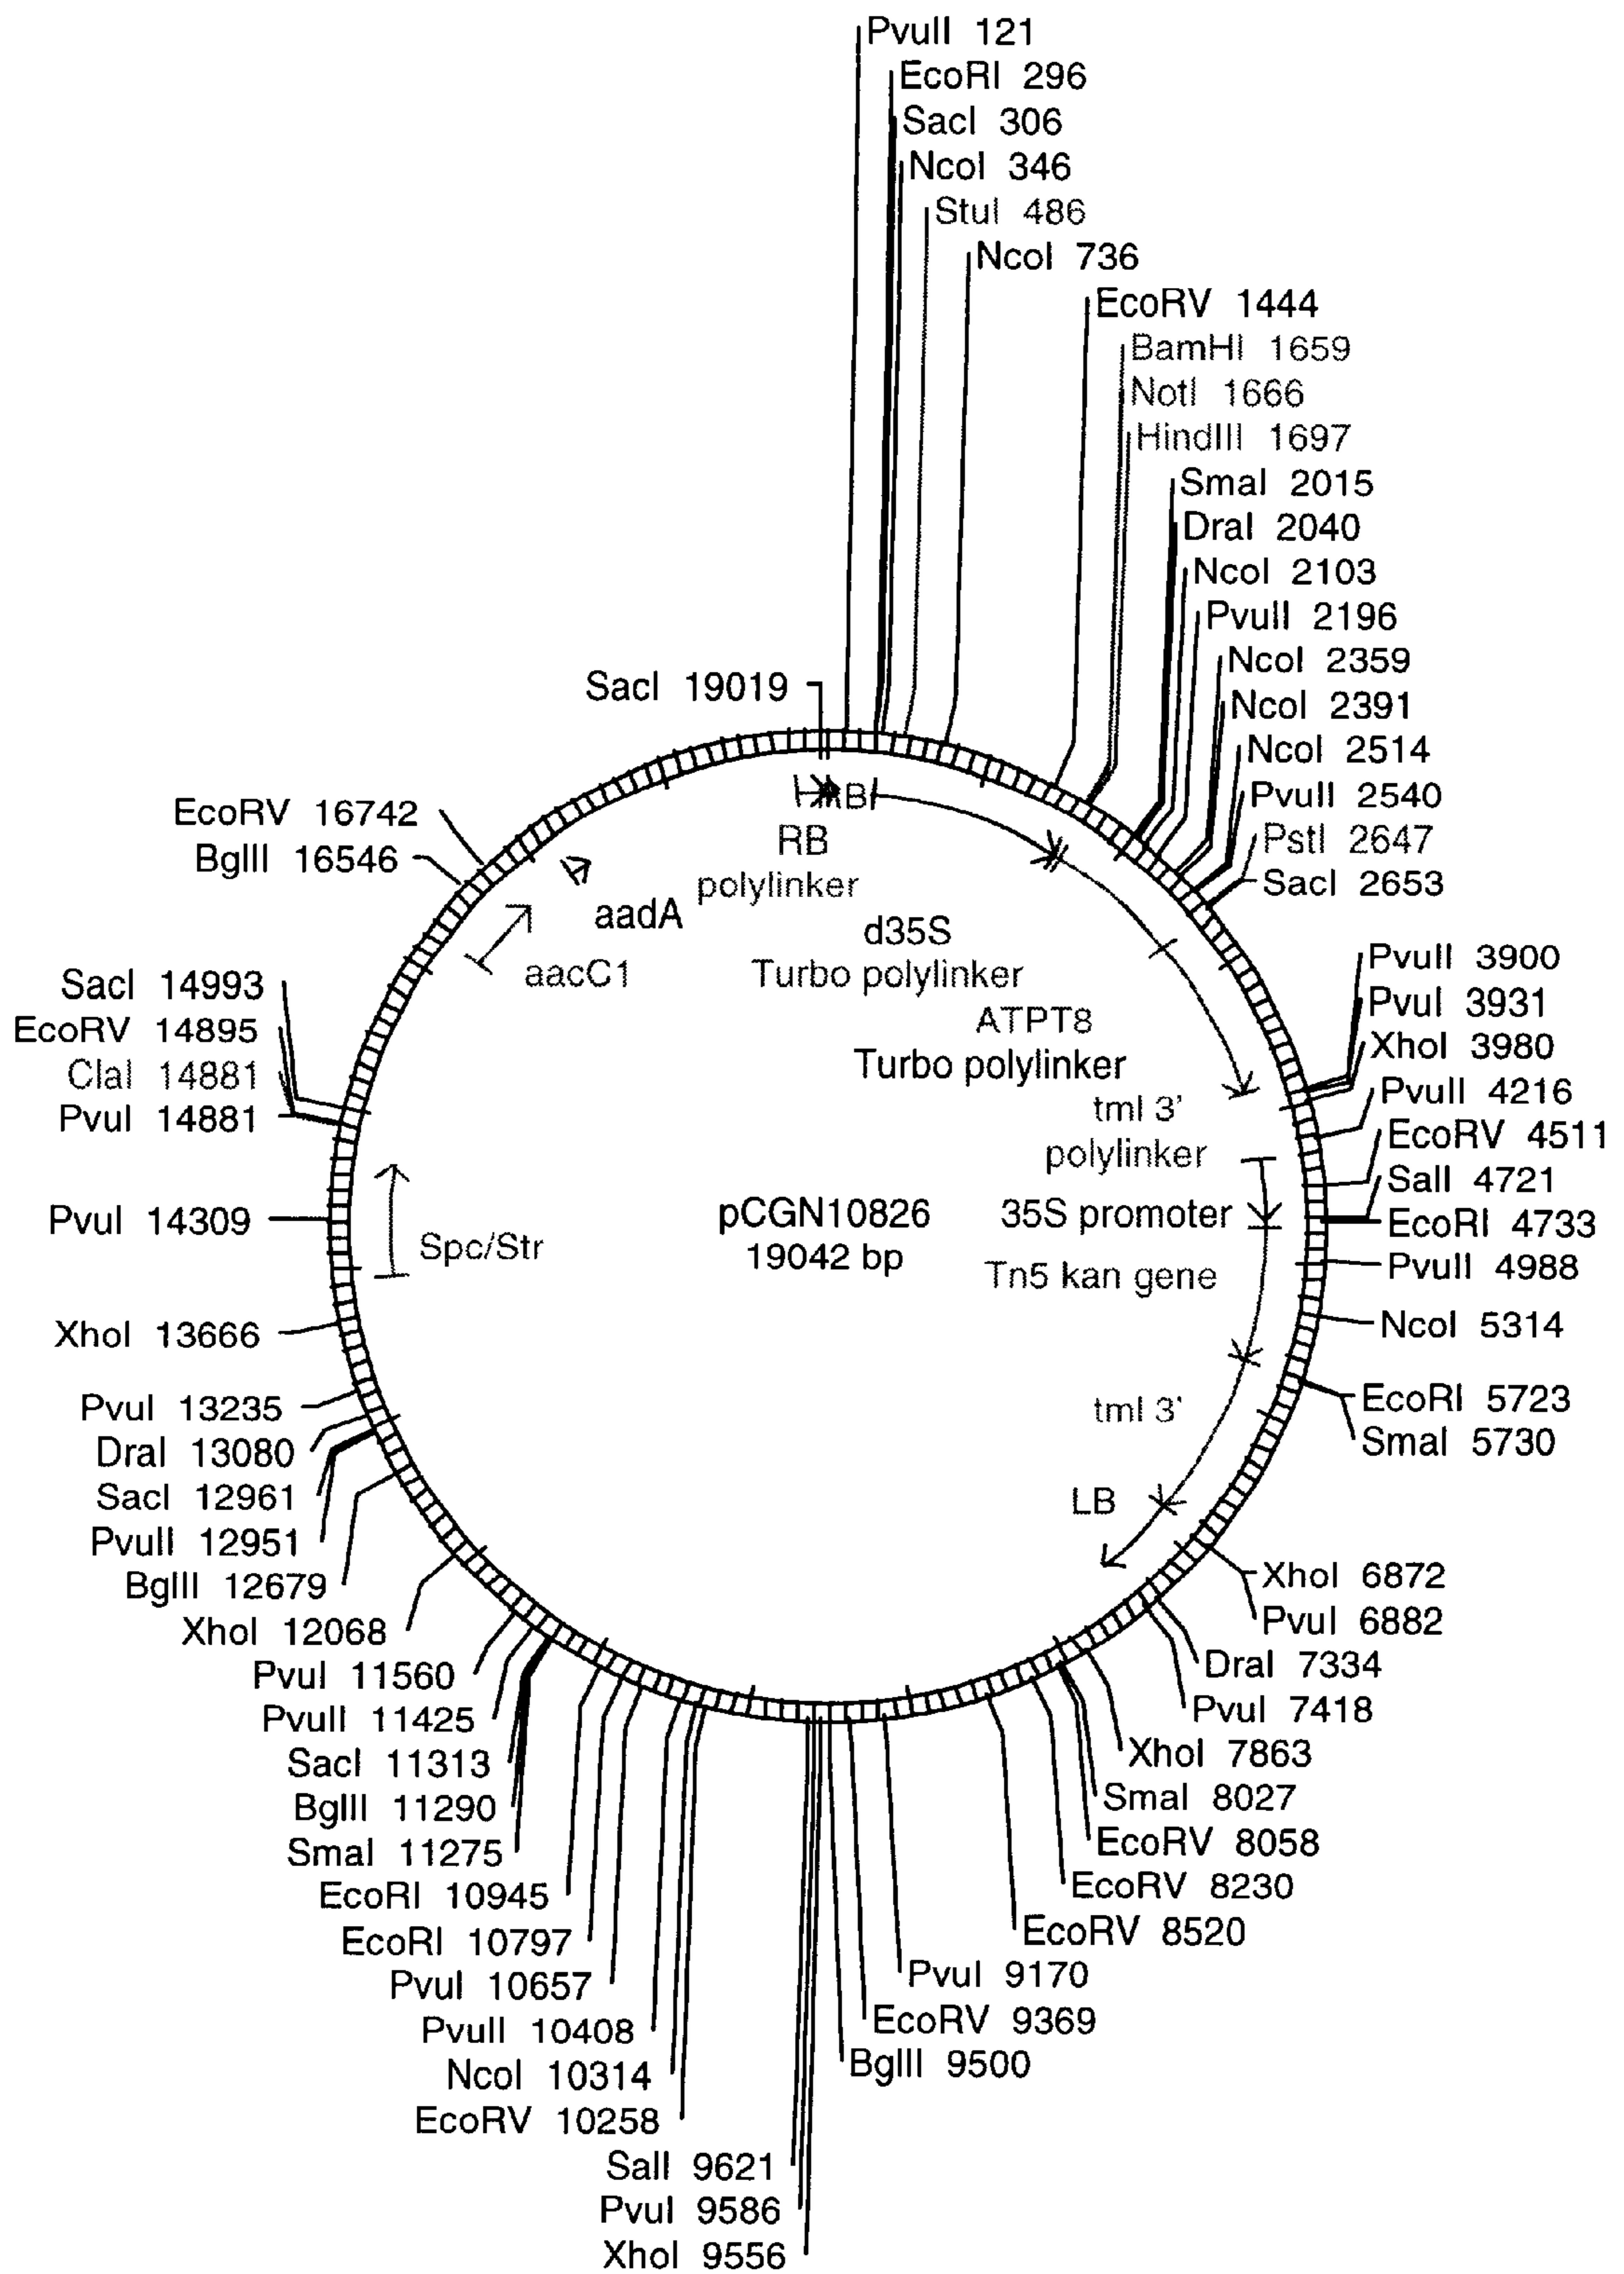 PvuII 121
EcoRI 296
SacI 306
NcoI 346
StuI 486
NcoI 736
EcoRV 1444
BamHI 1659
NotI 1666
HindIII 1697
SmaI 2015
DraI 2040
NcoI 2103
PvuII 2196
NcoI 2359
NcoI 2391
NcoI 2514
PvuII 2540
PstI 2647
SacI 2653
PvuII 3900
PvuI 3931
XhoI 3980
PvuII 4216
EcoRV 4511
SalI 4721
EcoRI 4733
PvuII 4988
NcoI 5314
EcoRI 5723
SmaI 5730
XhoI 6872
PvuI 6882
DraI 7334
PvuI 7418
XhoI 7863
SmaI 8027
EcoRV 8058
EcoRV 8230
EcoRV 8520
PvuI 9170
EcoRV 9369
BglII 9500
XhoI 9556
PvuI 9586
SalI 9621
EcoRV 10258
NcoI 10314
PvuII 10408
PvuI 10657
EcoRI 10797
EcoRI 10945
SmaI 11275
BglII 11290
SacI 11313
PvuII 11425
PvuI 11560
XhoI 12068
BglII 12679
PvuII 12951
SacI 12961
DraI 13080
PvuI 13235
XhoI 13666
PvuI 14309
PvuI 14881
ClaI 14881
EcoRV 14895
SacI 14993
BglII 16546
EcoRV 16742
SacI 19019
RB
polylinker
d35S
Turbo polylinker
ATPT8
Turbo polylinker
tml 3'
polylinker
35S promoter
Tn5 kan gene
tml 3'
LB
Spc/Str
aacC1
aadA
pCGN10826
19042 bp